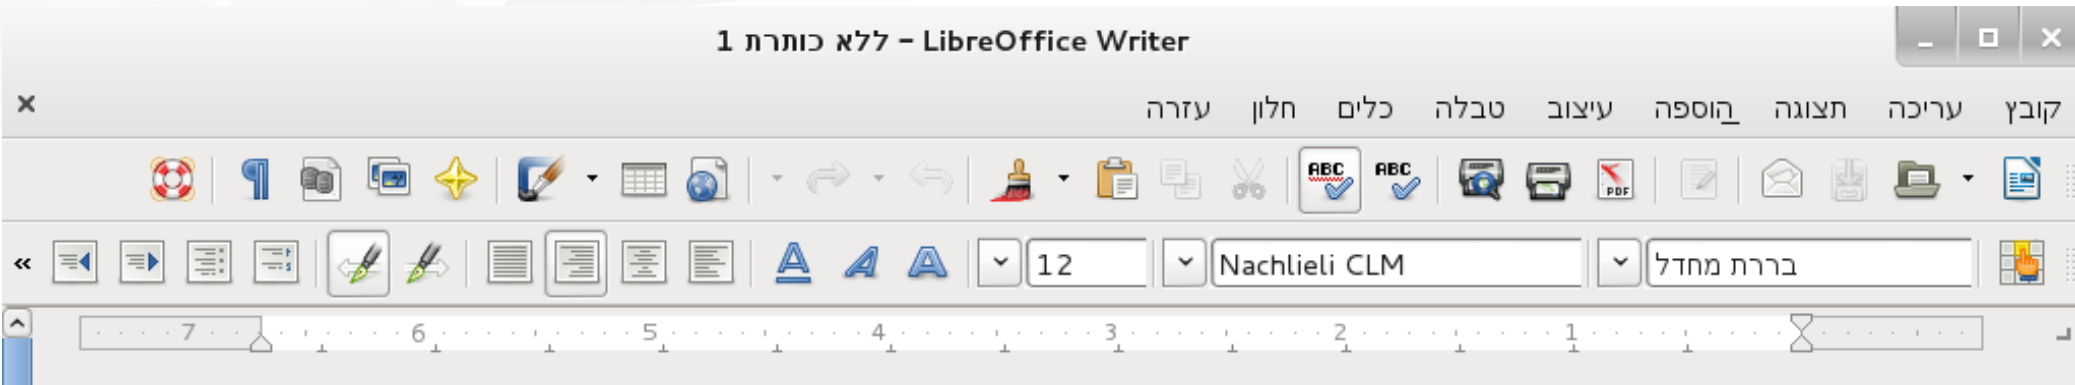 ללא כותרת 1 – LibreOffice Writer
קובץ עריכה תצוגה הוספה עיצוב טבלה כלים חלון עזרה
ABC ABC PDF
בררת מחדל Nachlieli CLM 12
1 2 3 4 5 6 7